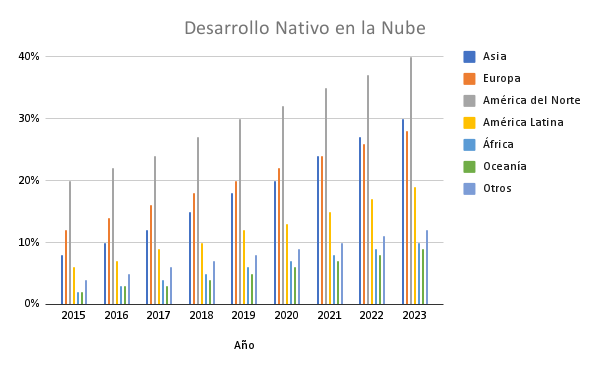 Desarrollo Nativo en la Nube
40%
30%
20%
10%
0%
2015 2016 2017 2018 2019 2020 2021 2022 2023
Año
Asia
Europa
América del Norte
América Latina
África
Oceanía
Otros